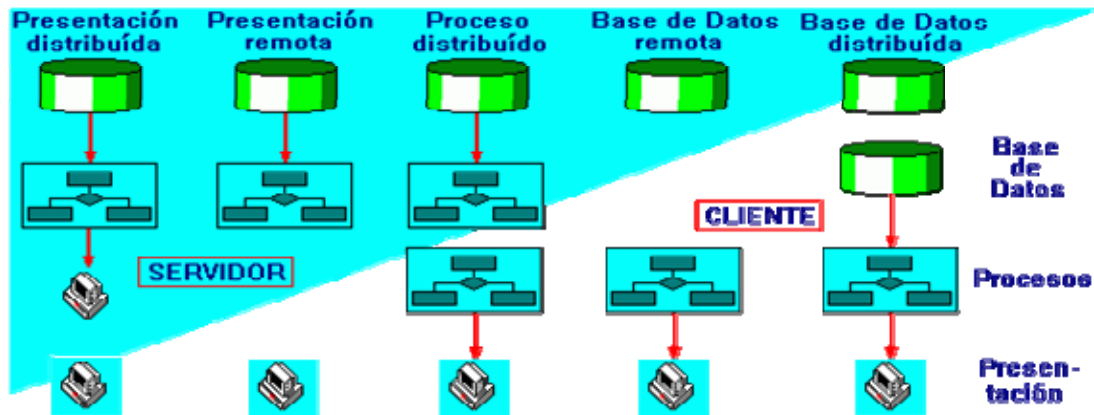 Presentación
distribuída
Presentación
remota
Proceso
distribuído
Base de Datos
remota
Base de Datos
distribuida
Base
de
Datos
CLIENTE
SERVIDOR
Procesos
Presen-
tación